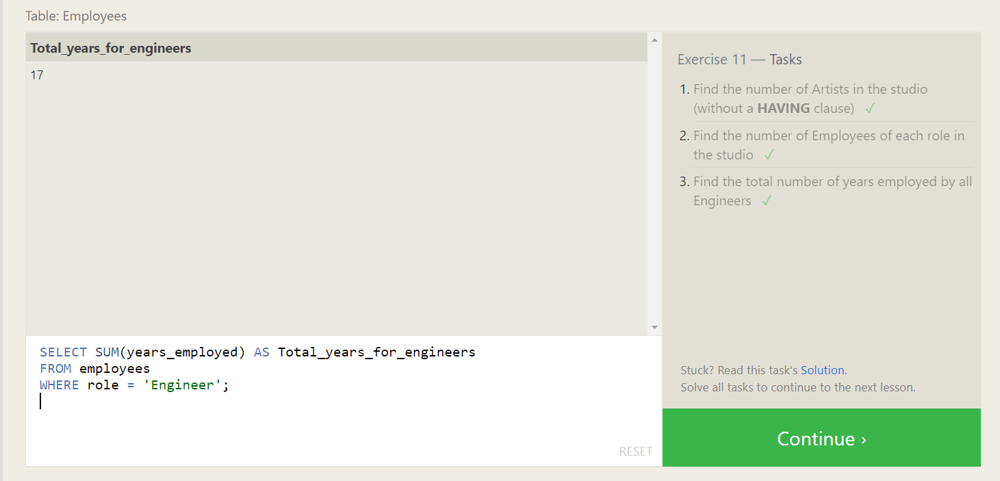 Table: Employees
Total_years_for_engineers
17
SELECT SUM(years_employed) AS Total_years_for_engineers
FROM employees
WHERE role = 'Engineer';
RESET
Exercise 11 — Tasks
1. Find the number of Artists in the studio
(without a HAVING clause) ✓
2. Find the number of Employees of each role in
the studio ✓
3. Find the total number of years employed by all
Engineers ✓
Stuck? Read this task's Solution.
Solve all tasks to continue to the next lesson.
Continue ›